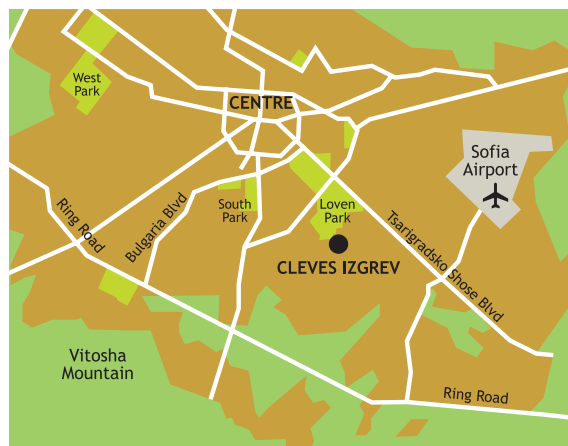 West
Park
CENTRE
Sofia
Airport
Ring Road
Bulgaria Blvd
South
Park
Loven
Park
Tsarigradsko Shose Blvd
CLEVES IZGREV
Vitosha
Mountain
Ring Road